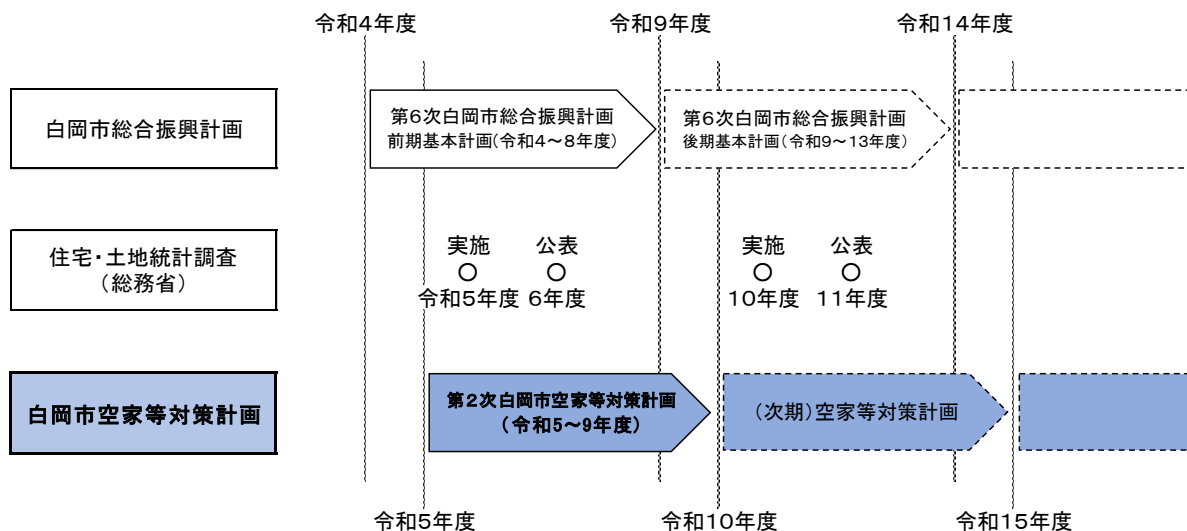 令和4年度
令和9年度
令和14年度
白岡市総合振興計画
第6次白岡市総合振興計画
前期基本計画(令和4～8年度)
第6次白岡市総合振興計画
後期基本計画(令和9～13年度)
住宅・土地統計調査
(総務省)
実施
○
令和5年度
公表
○
6年度
実施
○
10年度
公表
○
11年度
白岡市空家等対策計画
第2次白岡市空家等対策計画
(令和5～9年度)
(次期)空家等対策計画
令和5年度
令和10年度
令和15年度